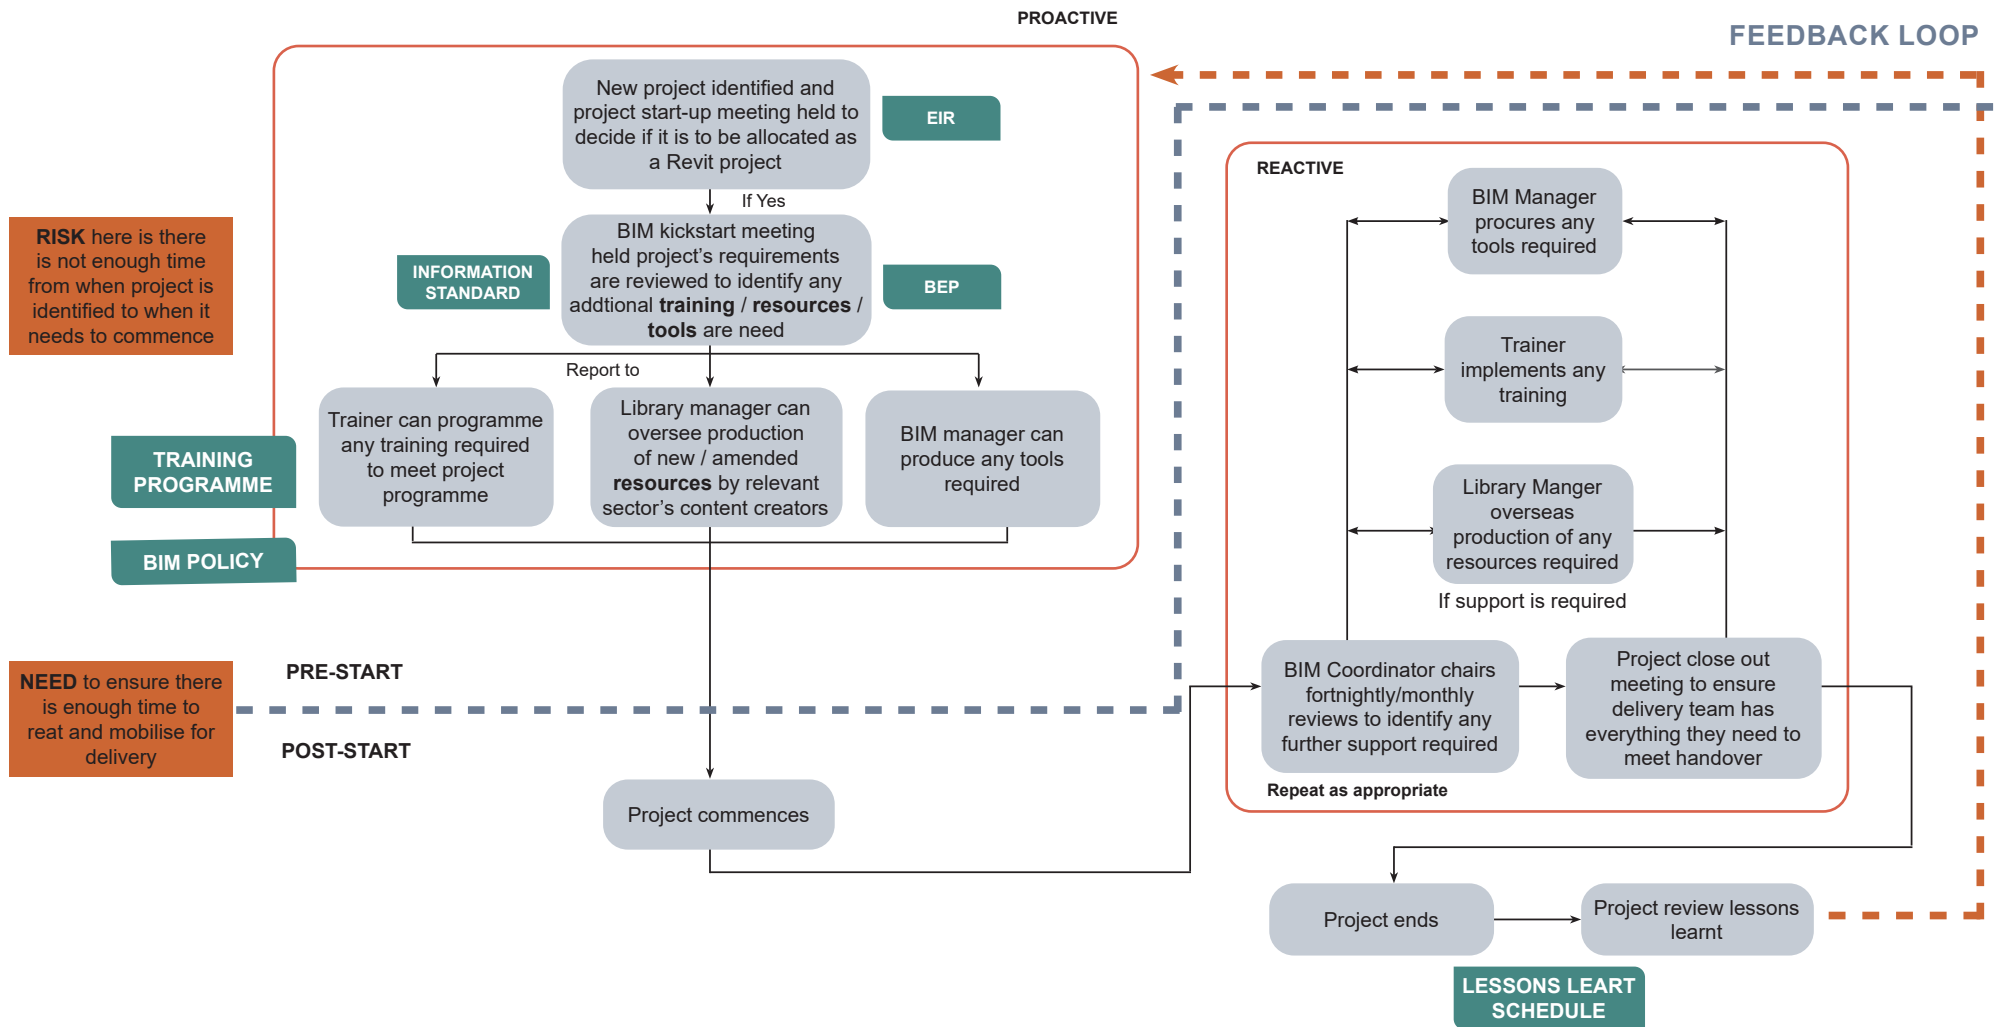 PROACTIVE
FEEDBACK LOOP
New project identified and
project start-up meeting held to
decide if it is to be allocated as
a Revit project
EIR
If Yes
RISK here is there
is not enough time
from when project is
identified to when it
needs to commence
INFORMATION
STANDARD
BIM kickstart meeting
held project's requirements
are reviewed to identify any
addtional training / resources /
tools are need
BEP
Report to
TRAINING
PROGRAMME
Trainer can programme
any training required
to meet project
programme
Library manager can
oversee production
of new / amended
resources by relevant
sector's content creators
BIM manager can
produce any tools
required
BIM POLICY
NEED to ensure there
is enough time to
reat and mobilise for
delivery
PRE-START
POST-START
Project commences
REACTIVE
BIM Manager
procures any
tools required
Trainer
implements any
training
Library Manger
overseas
production of any
resources required
If support is required
BIM Coordinator chairs
fortnightly/monthly
reviews to identify any
further support required
Project close out
meeting to ensure
delivery team has
everything they need to
meet handover
Repeat as appropriate
Project ends
Project review lessons
learnt
LESSONS LEART
SCHEDULE